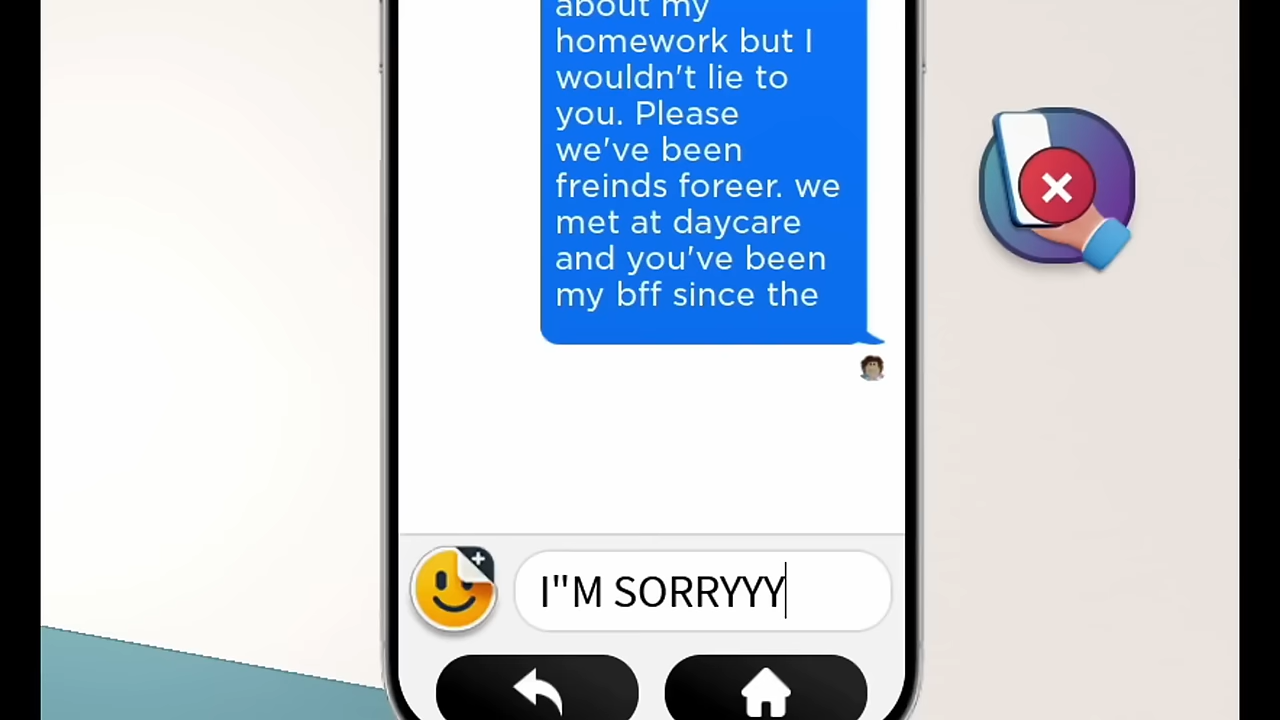 about my
homework but I
wouldn't lie to
you. Please
we've been
freinds foreer. we
met at daycare
and you've been
my bff since the
I"M SORRYYY